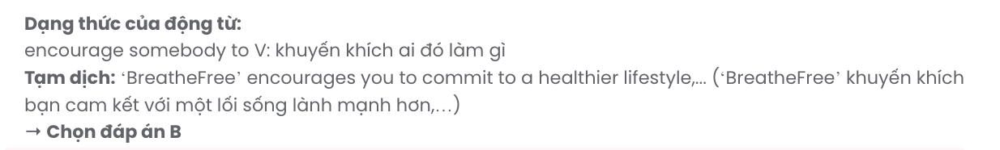 Dạng thức của động từ:
encourage somebody to V: khuyến khích ai đó làm gì
Tạm dịch: ‘BreatheFree’ encourages you to commit to a healthier lifestyle,... (‘BreatheFree’ khuyến khích
bạn cam kết với một lối sống lành mạnh hơn,…)
→ Chọn đáp án B